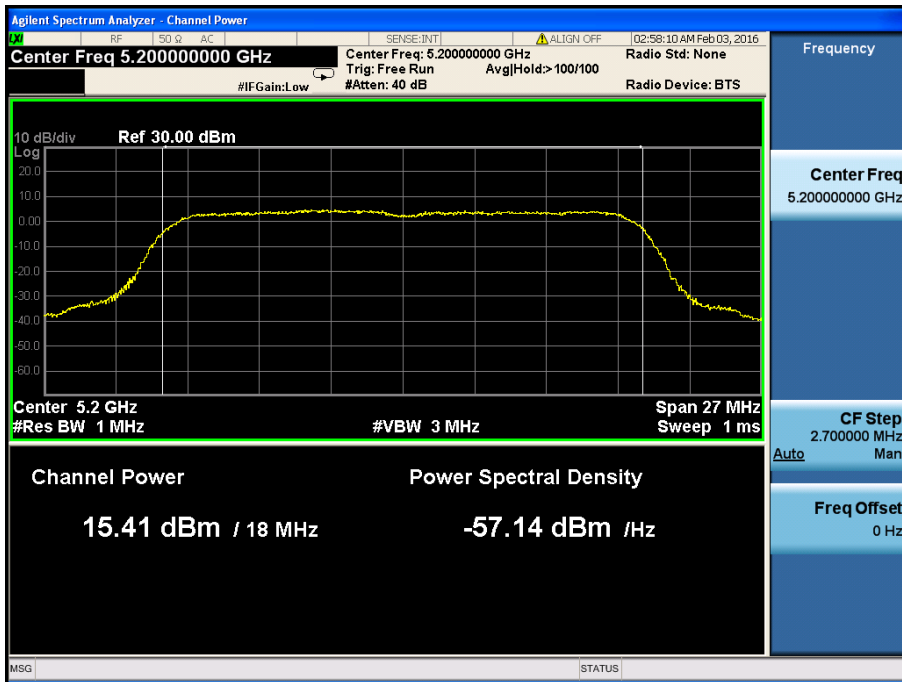 Agilent Spectrum Analyzer - Channel Power
LXI RF 50 Ω AC SENSE:INT ALIGN OFF 02:58:10 AM Feb 03, 2016
Center Freq 5.200000000 GHz
#IFGain:Low
Center Freq: 5.200000000 GHz
Trig: Free Run Avg|Hold:> 100/100
#Atten: 40 dB
Radio Std: None
Radio Device: BTS
10 dB/div Ref 30.00 dBm
Log
20.0
10.0
0.00
-10.0
-20.0
-30.0
-40.0
-50.0
-60.0
Center 5.2 GHz Span 27 MHz
#Res BW 1 MHz #VBW 3 MHz Sweep 1 ms
Channel Power Power Spectral Density
15.41 dBm / 18 MHz -57.14 dBm /Hz
Frequency
Center Freq
5.200000000 GHz
CF Step
2.700000 MHz
Auto Man
Freq Offset
0 Hz
MSG STATUS